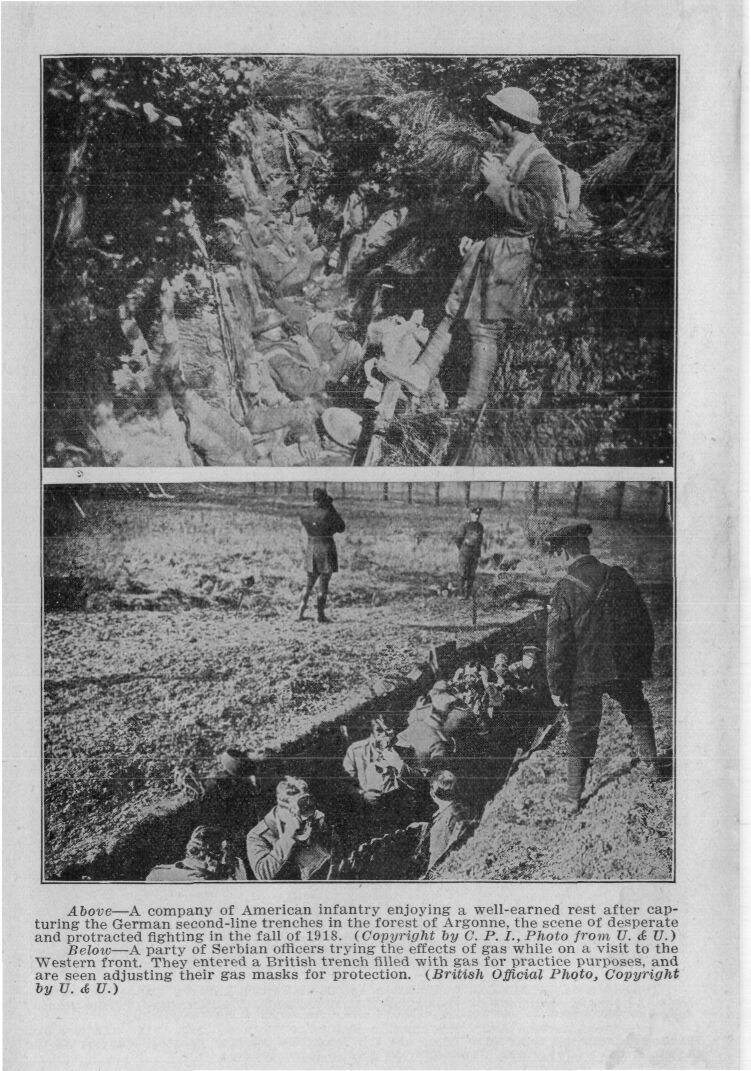 Above—A company of American infantry enjoying a well-earned rest after cap-
turing the German second-line trenches in the forest of Argonne, the scene of desperate
and protracted fighting in the fall of 1918. (Copyright by C. P. I., Photo from U. & U.)
Below—A party of Serbian officers trying the effects of gas while on a visit to the
Western front. They entered a British trench filled with gas for practice purposes, and
are seen adjusting their gas masks for protection. (British Official Photo, Copyright
by U. & U.)